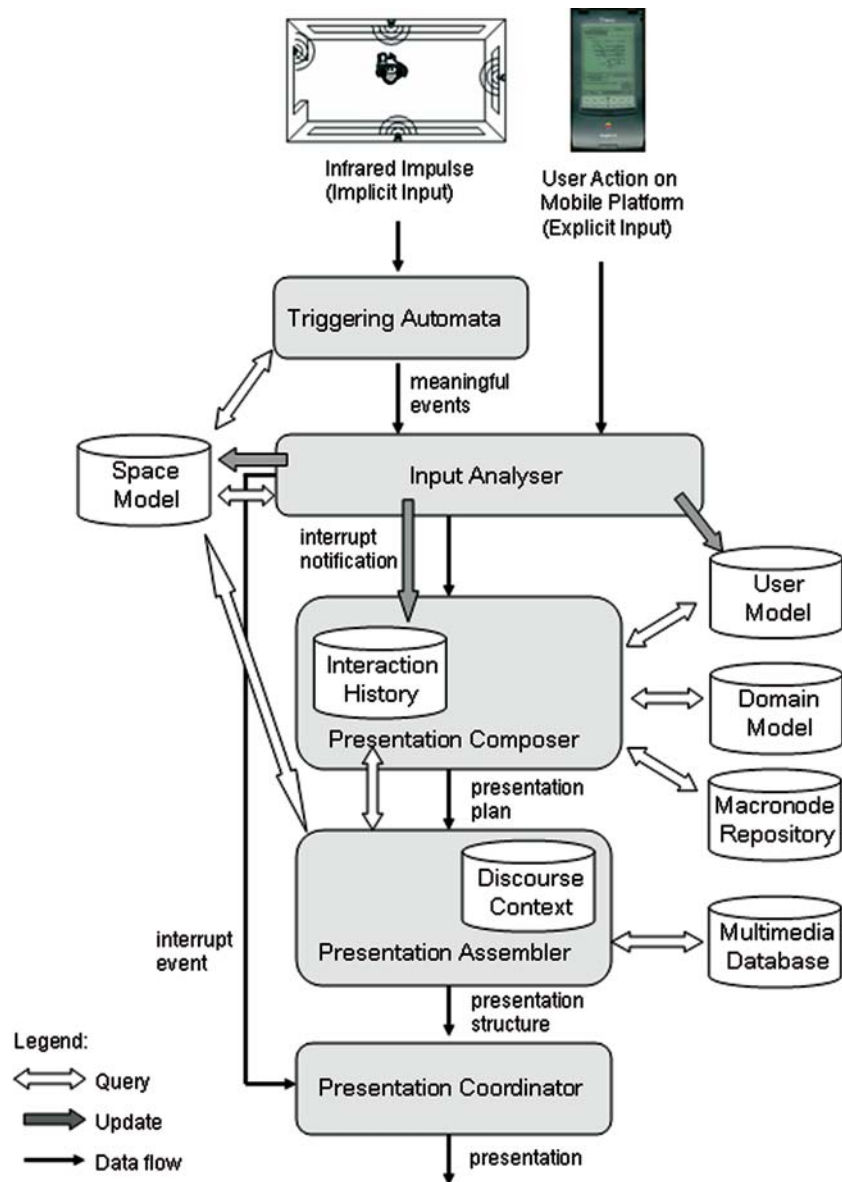 Infrared Impulse
(Implicit Input)
User Action on
Mobile Platform
(Explicit Input)
Triggering Automata
meaningful
events
Space
Model
Input Analyser
interrupt
notification
User
Model
Interaction
History
Presentation Composer
Domain
Model
presentation
plan
Macronode
Repository
Discourse
Context
Presentation Assembler
Multimedia
Database
interrupt
event
presentation
structure
Legend:
Query
Update
Data flow
Presentation Coordinator
presentation